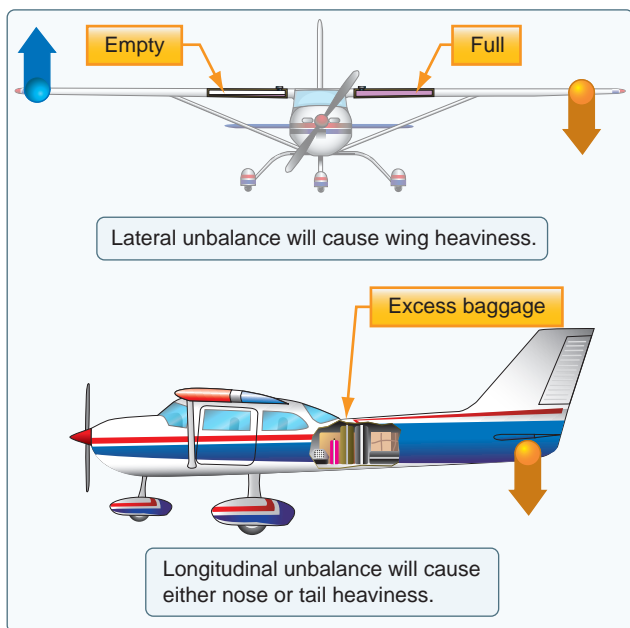 Empty
Full
Lateral unbalance will cause wing heaviness.
Excess baggage
Longitudinal unbalance will cause
either nose or tail heaviness.